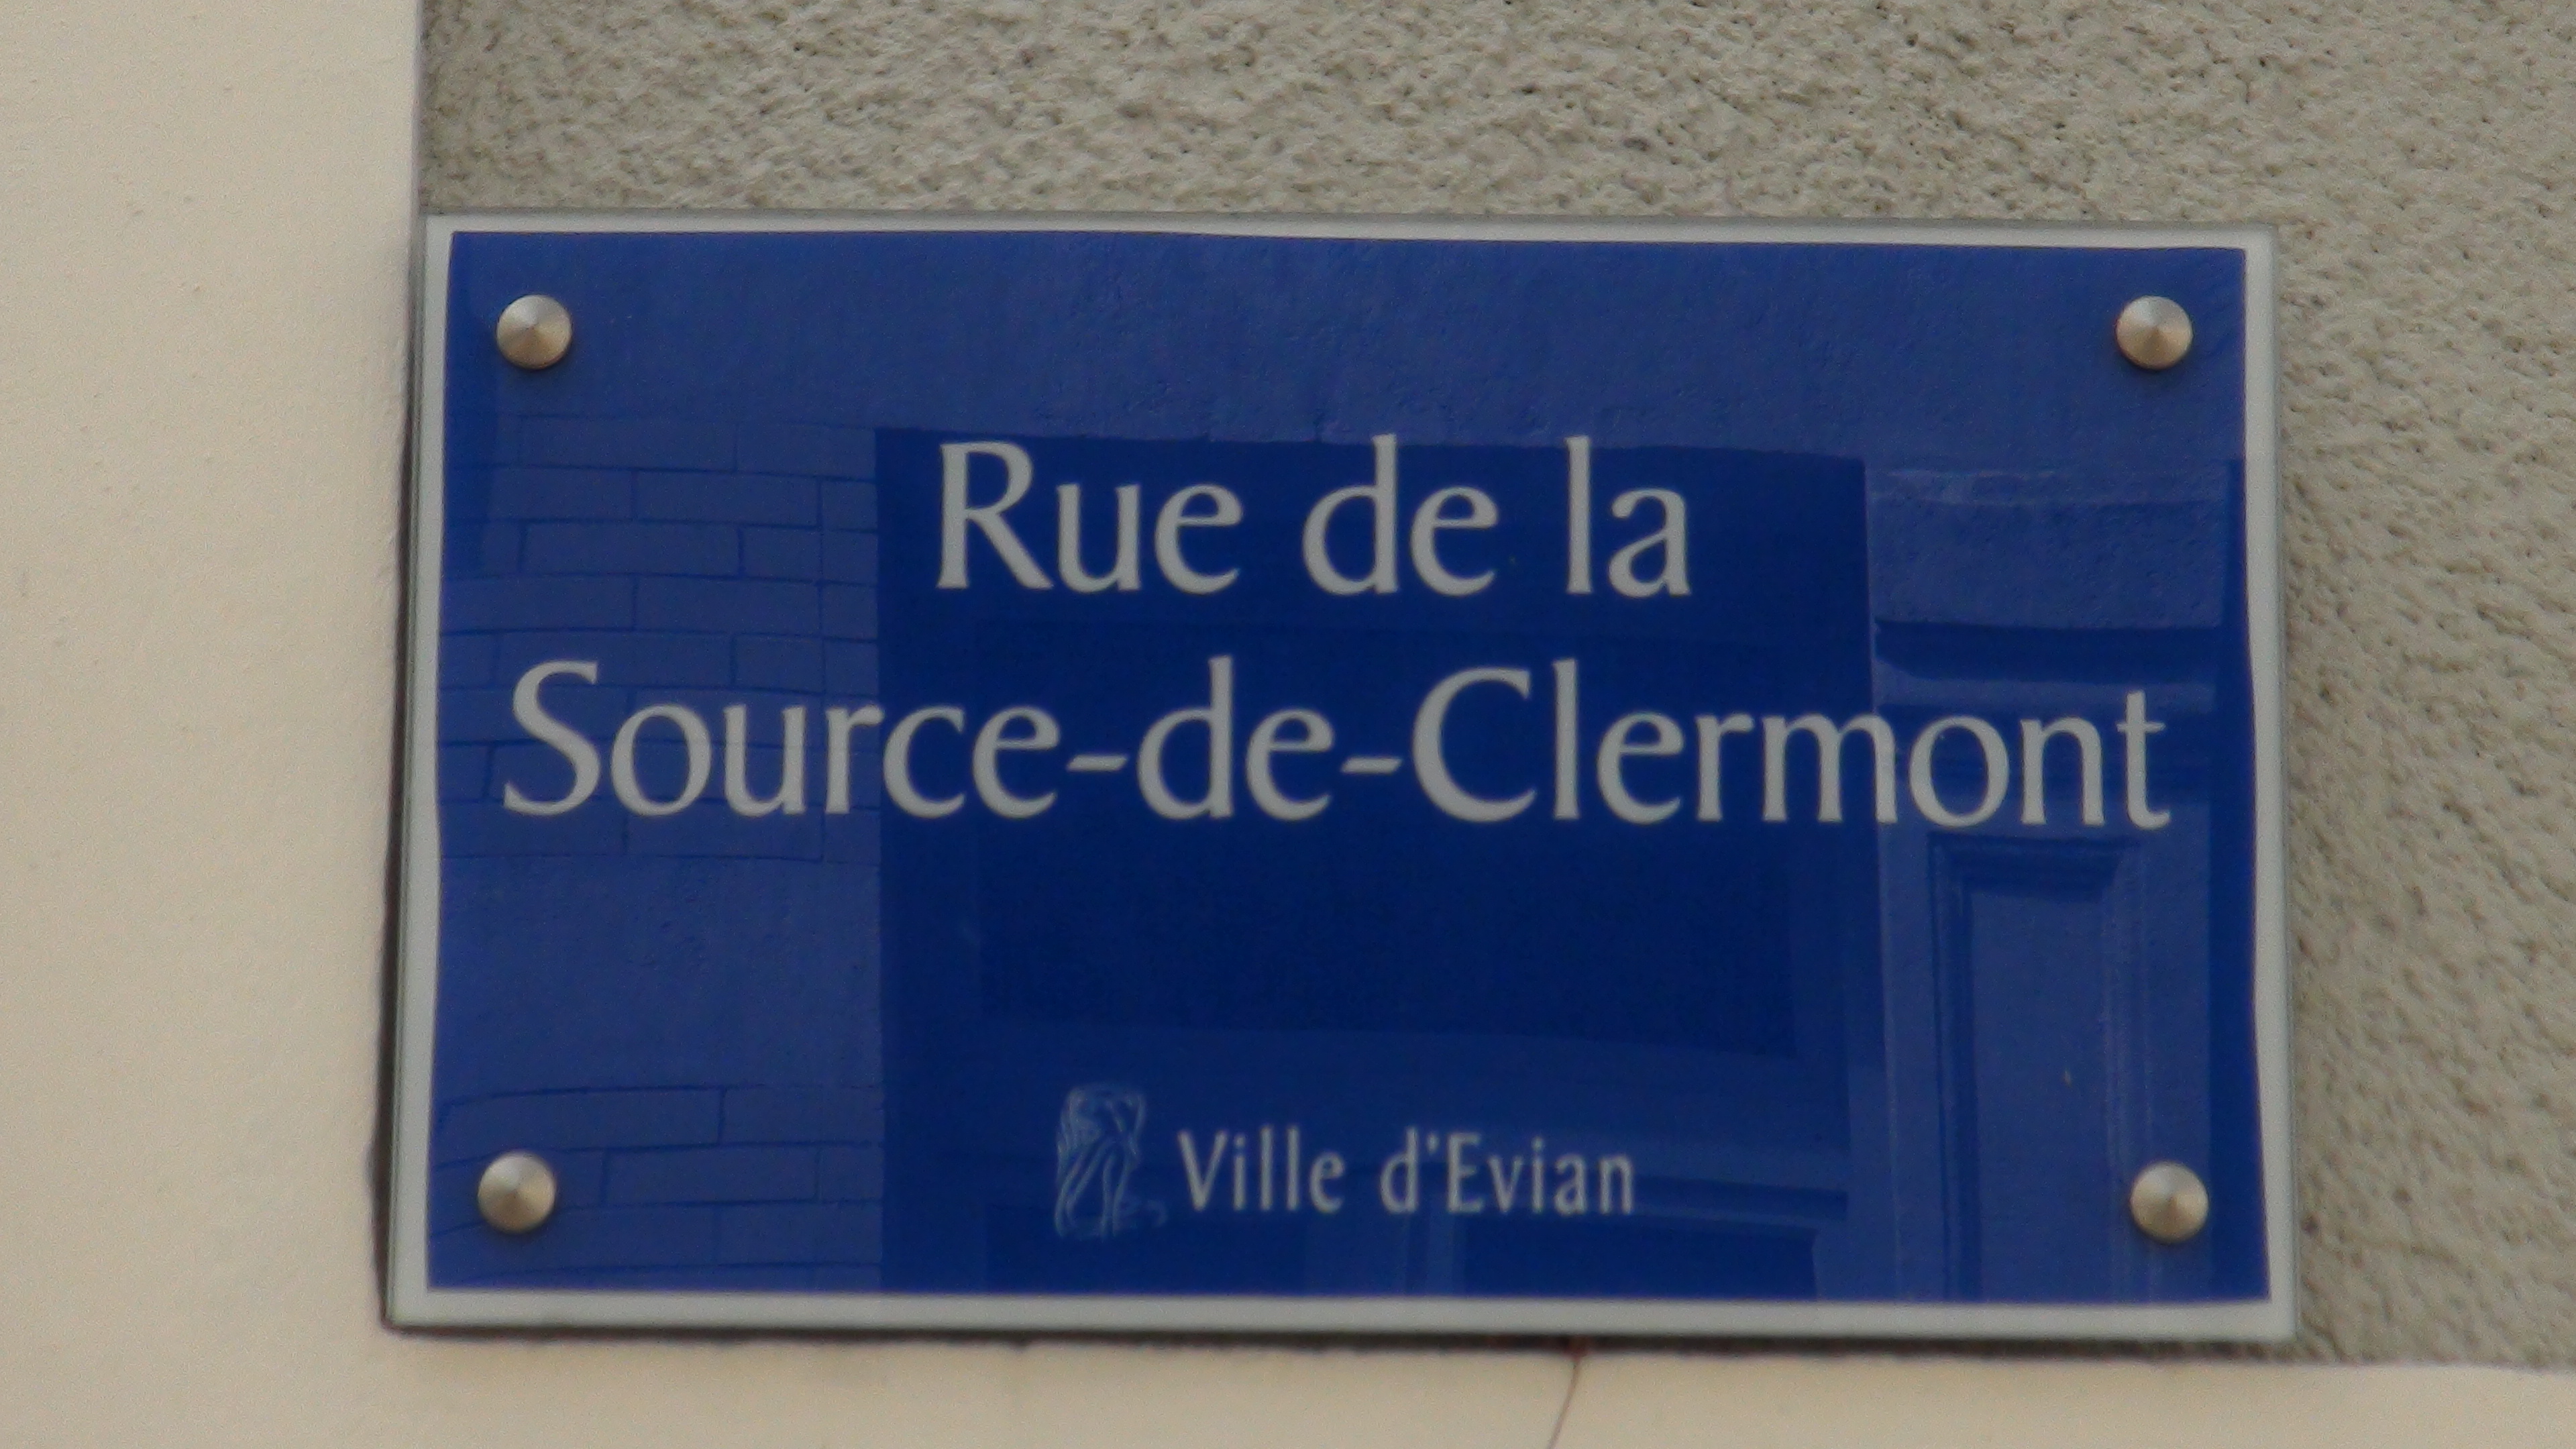 Rue de la
Source-de-Clermont
Ville d'Evian